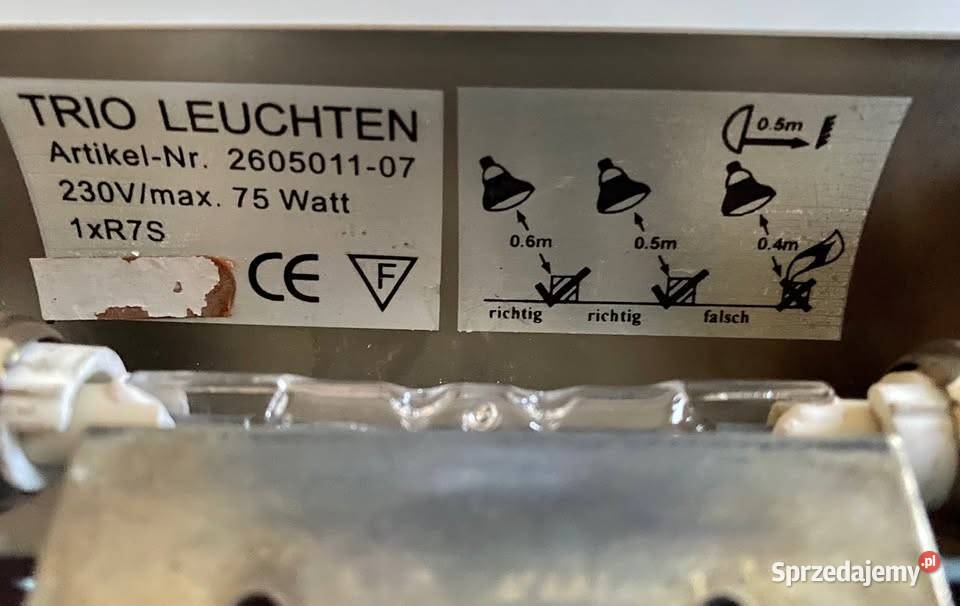 TRIO LEUCHTEN
Artikel-Nr. 2605011-07
230V/max. 75 Watt
1xR7S
CE F
0.5m
0.6m 0.5m 0.4m
richtig richtig falsch
Sprzedajemy.pl